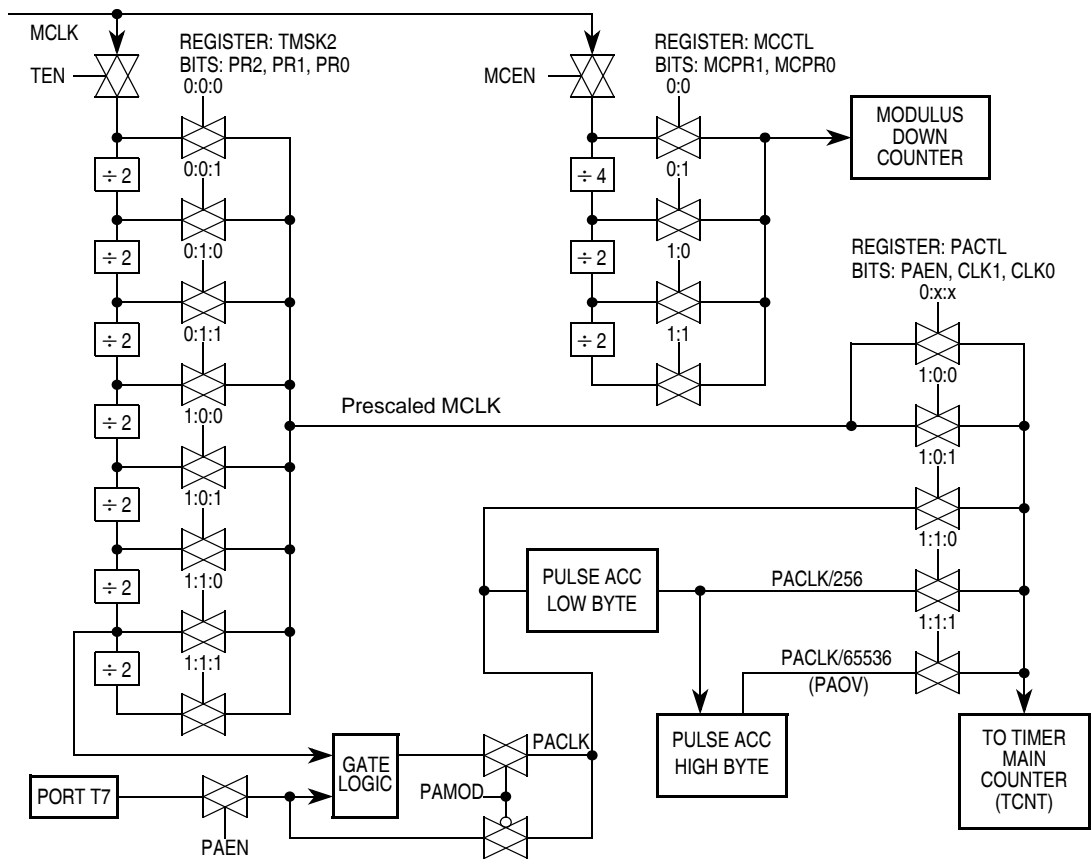 MCLK
TEN
REGISTER: TMSK2
BITS: PR2, PR1, PR0
0:0:0
÷ 2
0:0:1
÷ 2
0:1:0
÷ 2
0:1:1
÷ 2
1:0:0
÷ 2
1:0:1
÷ 2
1:1:0
÷ 2
1:1:1
MCEN
REGISTER: MCCTL
BITS: MCPR1, MCPR0
0:0
÷ 4
0:1
÷ 2
1:0
÷ 2
1:1
MODULUS
DOWN
COUNTER
REGISTER: PACTL
BITS: PAEN, CLK1, CLK0
0:x:x
1:0:0
Prescaled MCLK
1:0:1
1:1:0
PULSE ACC
LOW BYTE
PACLK/256
1:1:1
PACLK/65536
(PAOV)
PULSE ACC
HIGH BYTE
TO TIMER
MAIN
COUNTER
(TCNT)
GATE
LOGIC
PACLK
PORT T7
PAMOD
PAEN